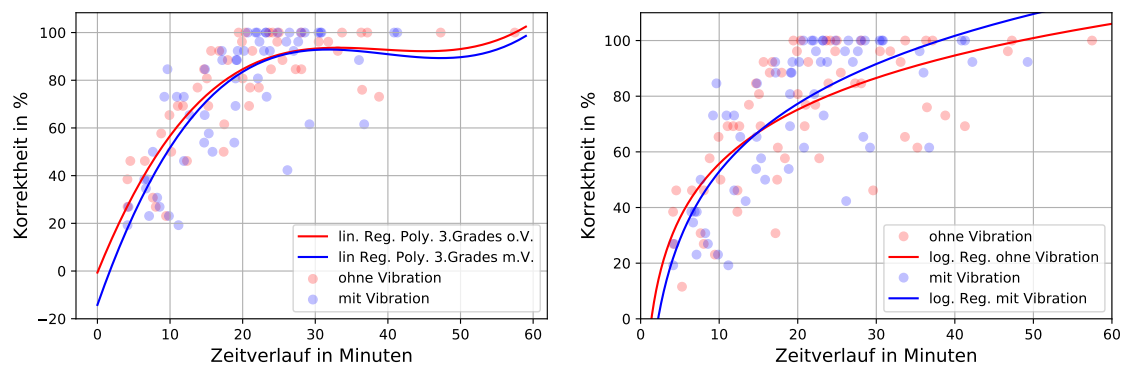 100
80
60
40
20
0
−20
0
10
20
30
40
50
60
Korrektheit in %
Zeitverlauf in Minuten
lin. Reg. Poly. 3.Grades o.V.
lin Reg. Poly. 3.Grades m.V.
ohne Vibration
mit Vibration
100
80
60
40
20
0
0
10
20
30
40
50
60
Korrektheit in %
Zeitverlauf in Minuten
ohne Vibration
log. Reg. ohne Vibration
mit Vibration
log. Reg. mit Vibration